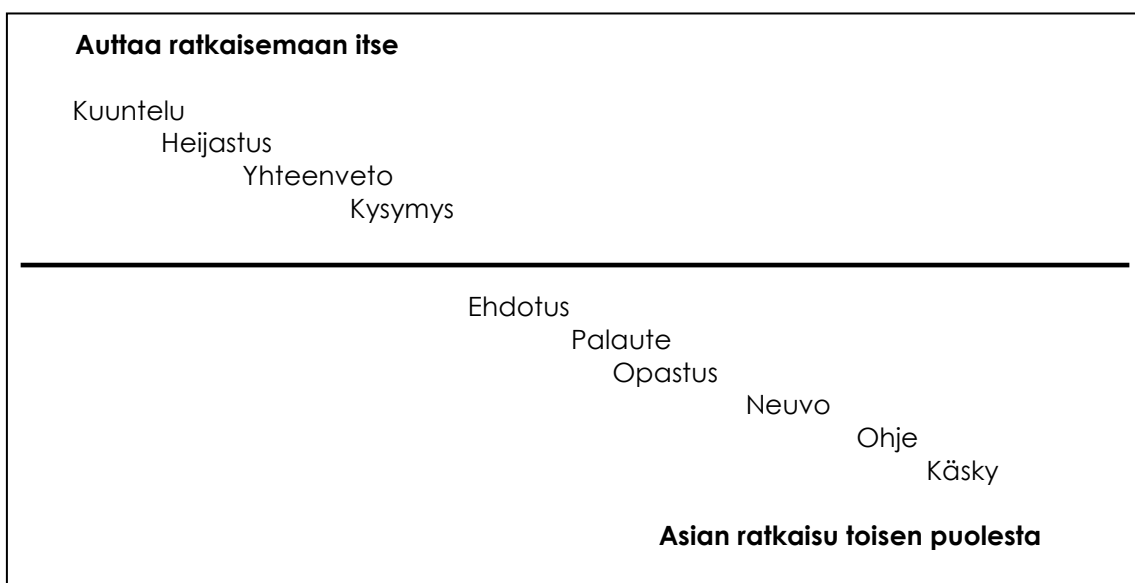 Auttaa ratkaisemaan itse
Kuuntelu
Heijastus
Yhteenveto
Kysymys
Ehdotus
Palaute
Opastus
Neuvo
Ohje
Käsky
Asian ratkaisu toisen puolesta